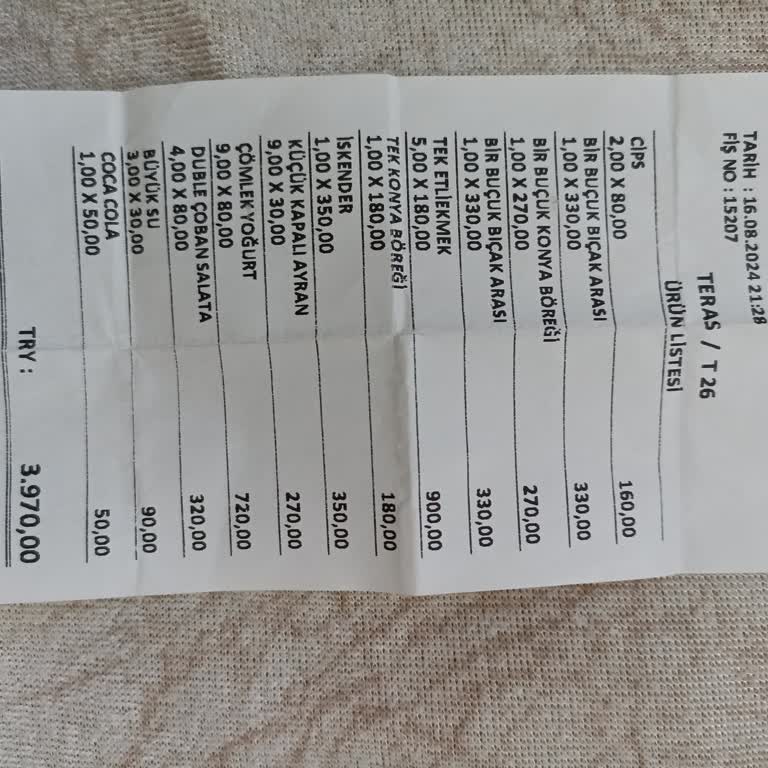 TARİH : 16.08.2024 21:28
FİŞ NO : 15207
TERAS / T 26
ÜRÜN LİSTESİ
CİPS
2,00 X 80,00 160,00
BİR BUÇUK BIÇAK ARASI
1,00 X 330,00 330,00
BİR BUÇUK KONYA BÖREĞİ
1,00 X 270,00 270,00
BİR BUÇUK BIÇAK ARASI
1,00 X 330,00 330,00
TEK ETLİEKMEK
5,00 X 180,00 900,00
TEK KONYA BÖREĞİ
1,00 X 180,00 180,00
İSKENDER
1,00 X 350,00 350,00
KÜÇÜK KAPALI AYRAN
9,00 X 30,00 270,00
ÇÖMLEK YOĞURT
9,00 X 80,00 720,00
DUBLE ÇOBAN SALATA
4,00 X 80,00 320,00
BÜYÜK SU
3,00 X 30,00 90,00
COCA COLA
1,00 X 50,00 50,00
TRY : 3.970,00